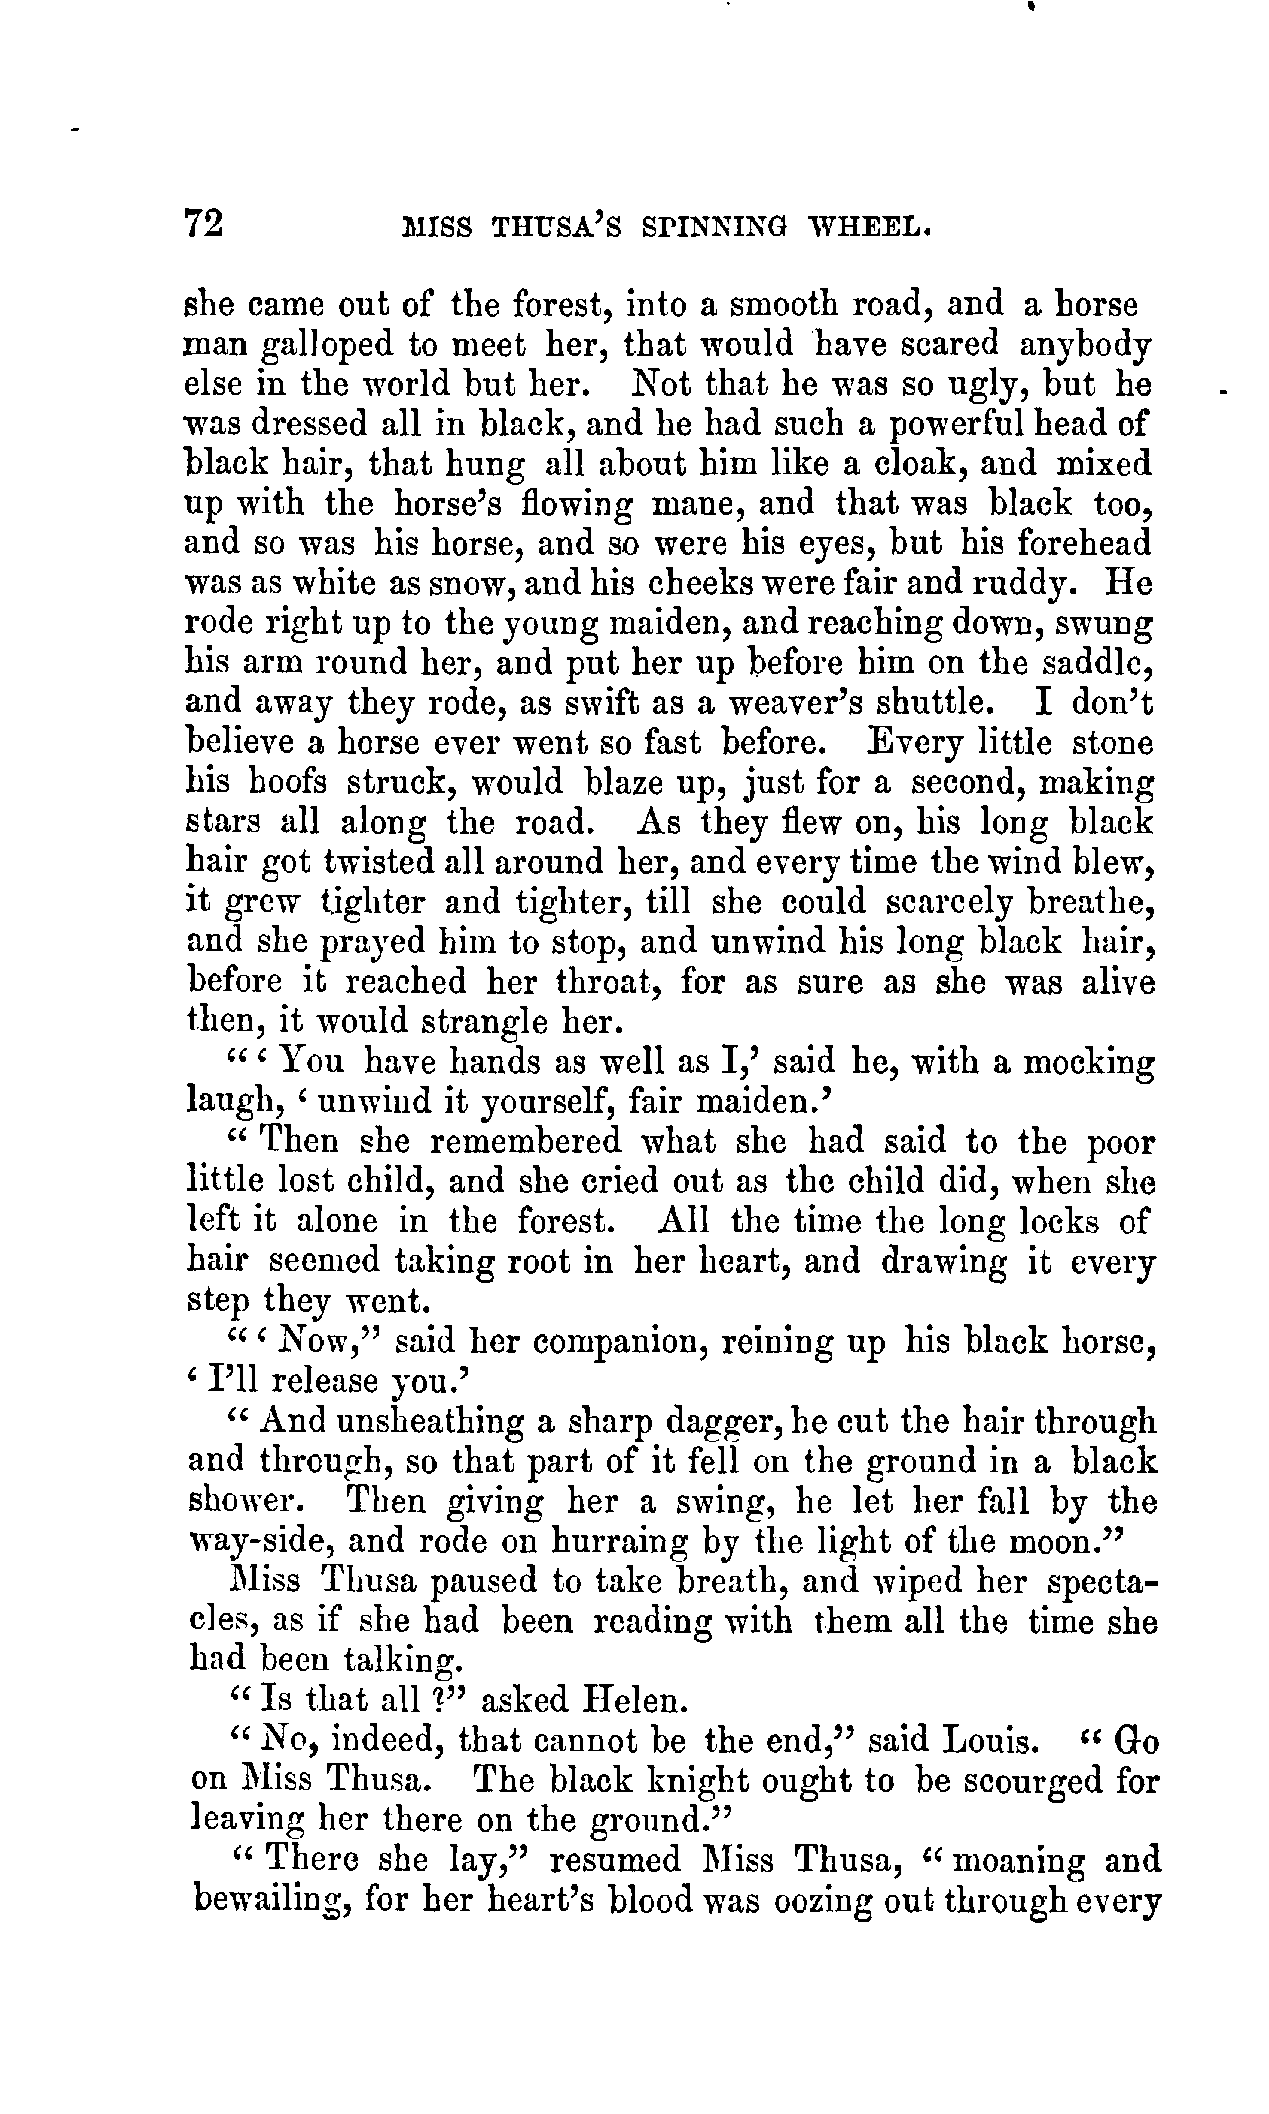 72 MISS THUSA'S SPINNING WHEEL.
she came out of the forest, into a smooth road, and a horse
man galloped to meet her, that would have scared anybody
else in the world but her. Not that he was so ugly, but he
was dressed all in black, and he had such a powerful head of
black hair, that hung all about him like a cloak, and mixed
up with the horse's flowing mane, and that was black too,
and so was his horse, and so were his eyes, but his forehead
was as white as snow, and his cheeks were fair and ruddy. He
rode right up to the young maiden, and reaching down, swung
his arm round her, and put her up before him on the saddle,
and away they rode, as swift as a weaver's shuttle. I don't
believe a horse ever went so fast before. Every little stone
his hoofs struck, would blaze up, just for a second, making
stars all along the road. As they flew on, his long black
hair got twisted all around her, and every time the wind blew,
it grew tighter and tighter, till she could scarcely breathe,
and she prayed him to stop, and unwind his long black hair,
before it reached her throat, for as sure as she was alive
then, it would strangle her.
"'You have hands as well as I,' said he, with a mocking
laugh, 'unwind it yourself, fair maiden.'
"Then she remembered what she had said to the poor
little lost child, and she cried out as the child did, when she
left it alone in the forest. All the time the long locks of
hair seemed taking root in her heart, and drawing it every
step they went.
"'Now," said her companion, reining up his black horse,
'I'll release you.'
"And unsheathing a sharp dagger, he cut the hair through
and through, so that part of it fell on the ground in a black
shower. Then giving her a swing, he let her fall by the
way-side, and rode on hurraing by the light of the moon."
Miss Thusa paused to take breath, and wiped her specta-
cles, as if she had been reading with them all the time she
had been talking.
"Is that all?" asked Helen.
"No, indeed, that cannot be the end," said Louis. "Go
on Miss Thusa. The black knight ought to be scourged for
leaving her there on the ground."
"There she lay," resumed Miss Thusa, "moaning and
bewailing, for her heart's blood was oozing out through every